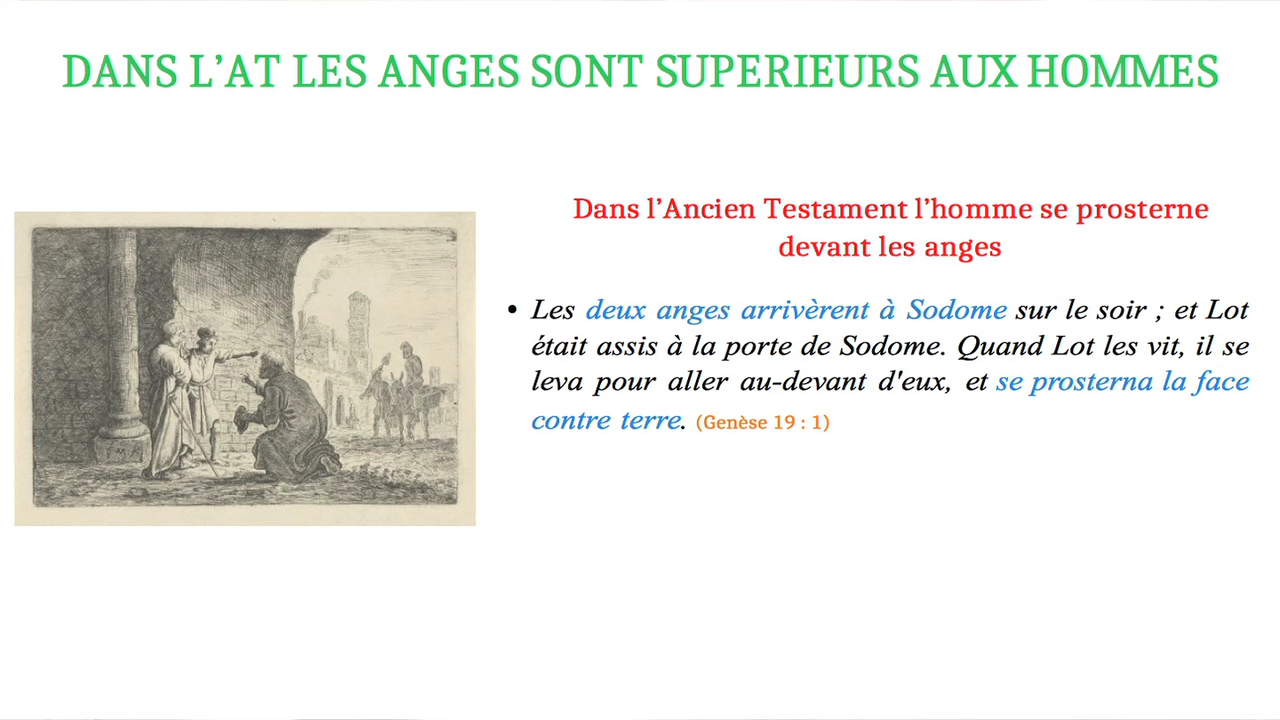 DANS L’AT LES ANGES SONT SUPERIEURS AUX HOMMES
Dans l’Ancien Testament l’homme se prosterne
devant les anges
• Les deux anges arrivèrent à Sodome sur le soir ; et Lot
était assis à la porte de Sodome. Quand Lot les vit, il se
leva pour aller au-devant d'eux, et se prosterna la face
contre terre. (Genèse 19 : 1)